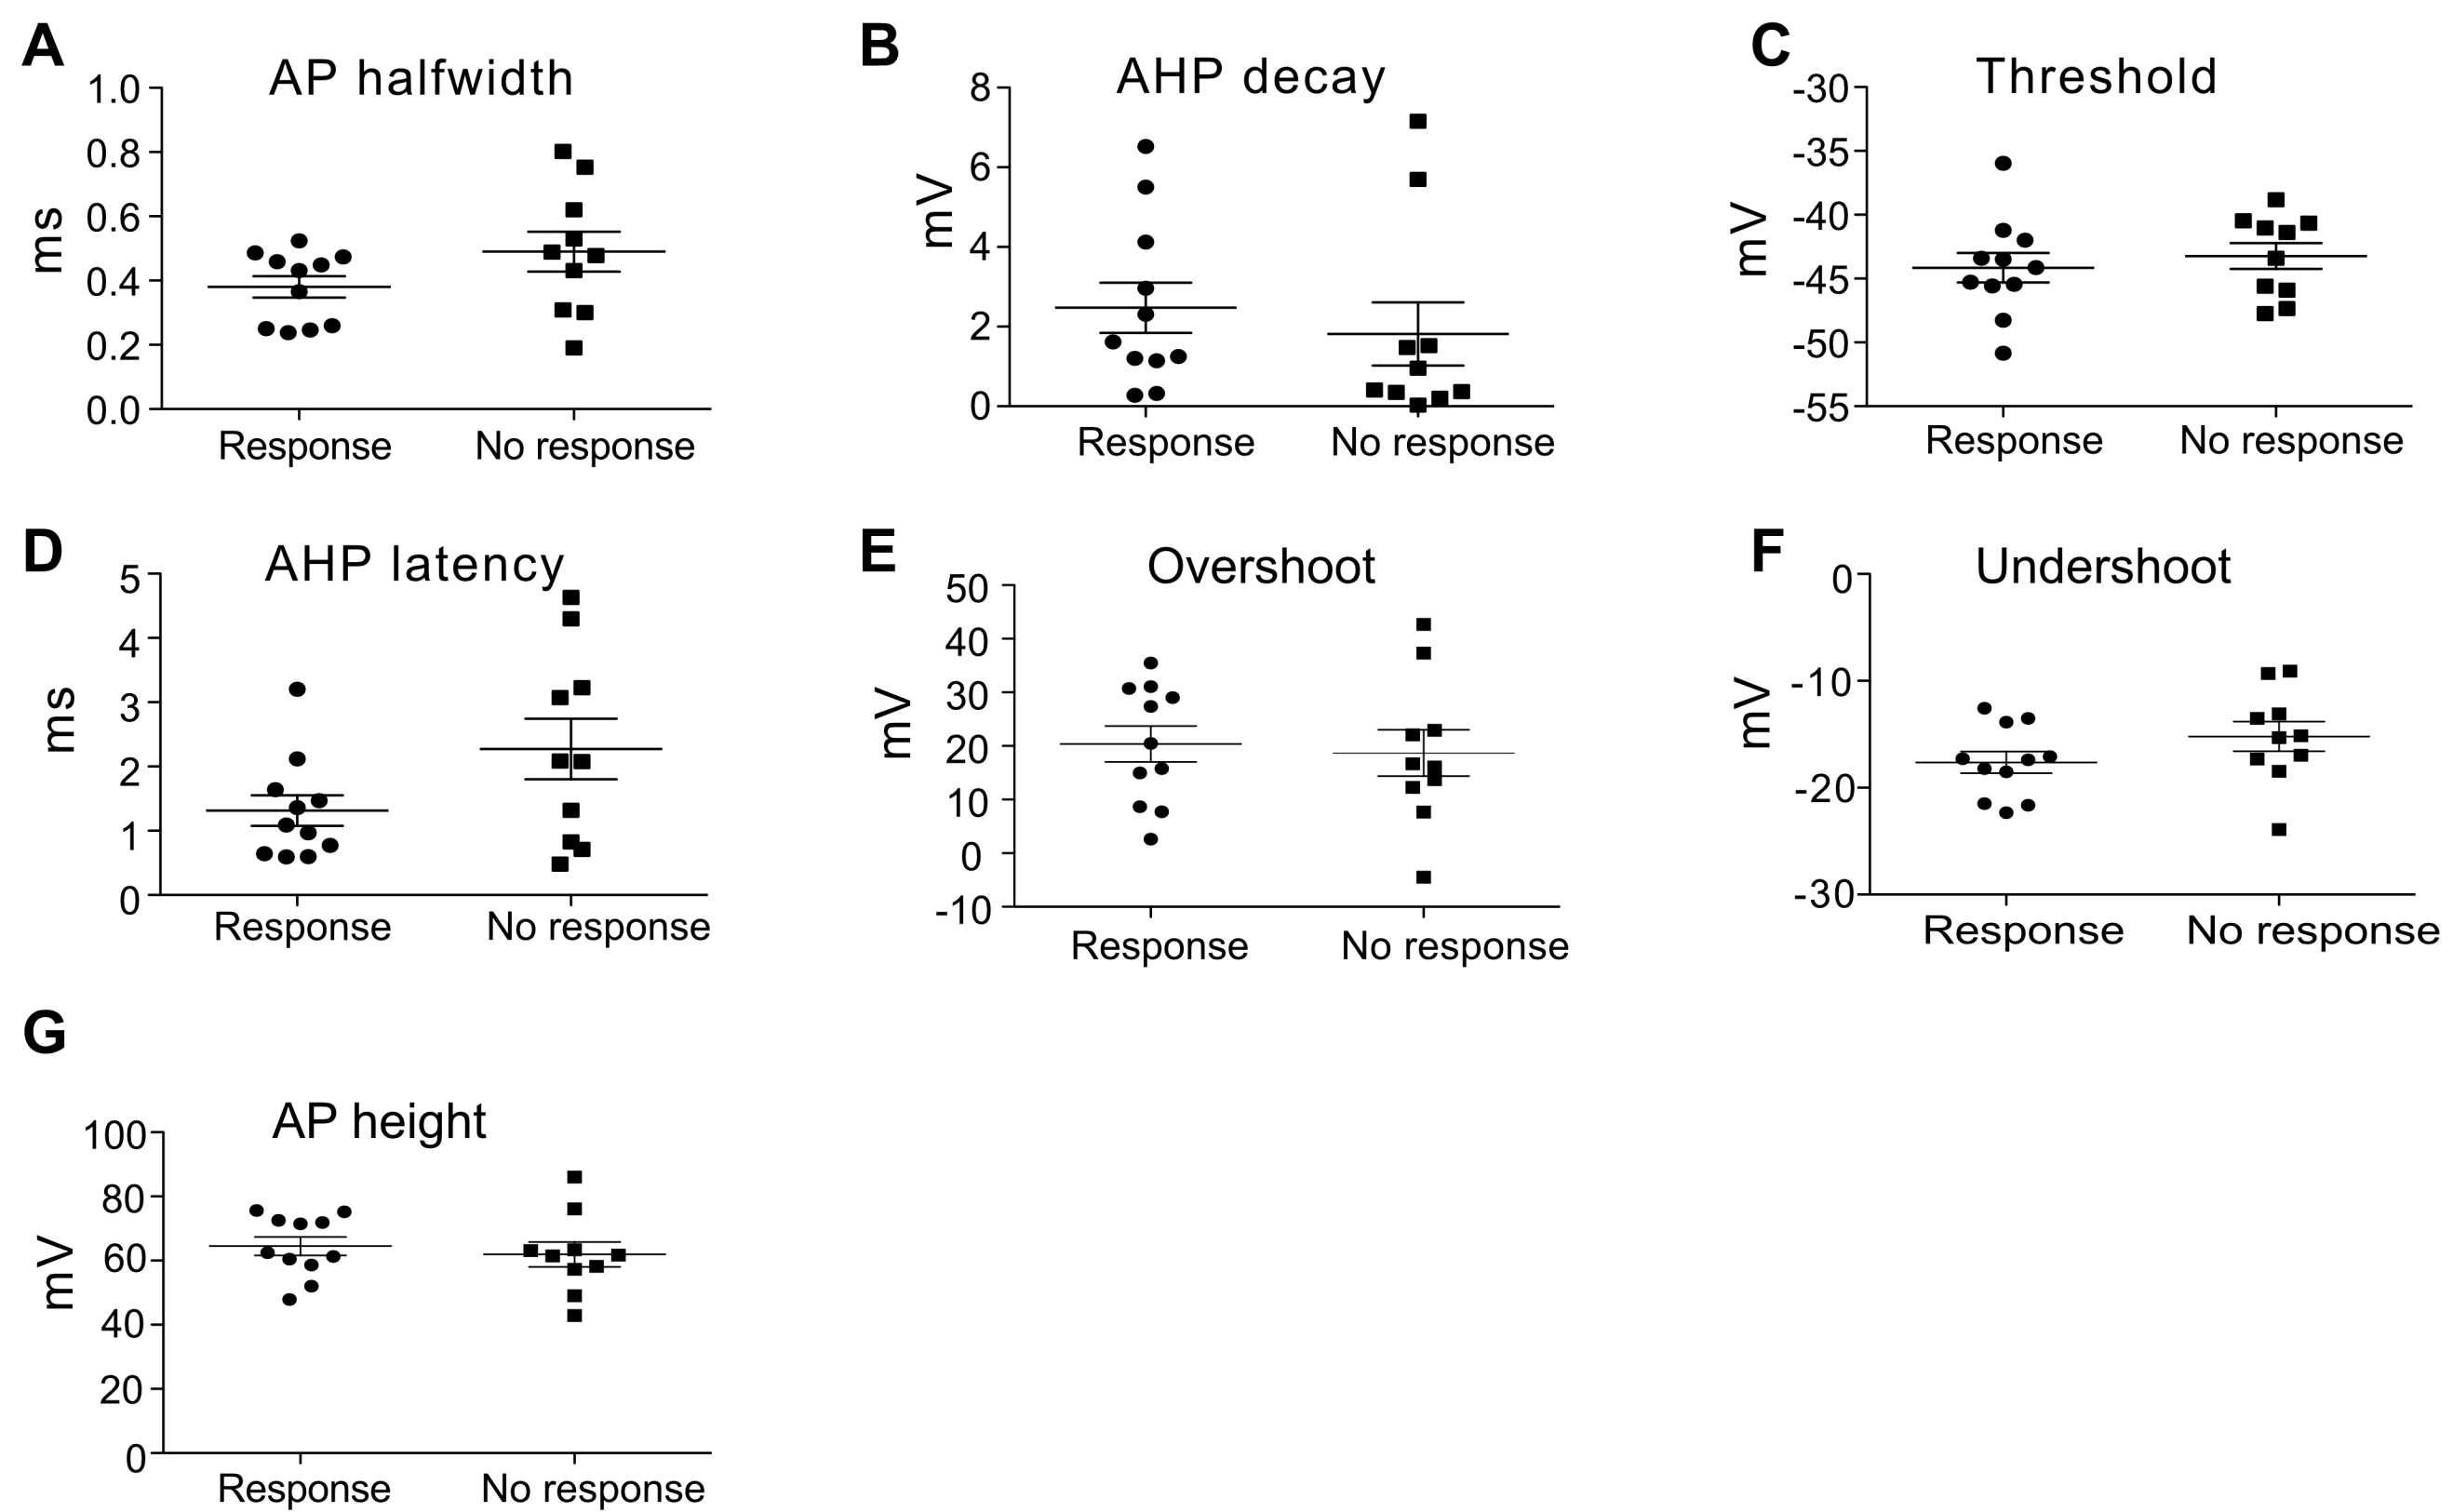 A
AP halfwidth
1.0
0.8
0.6
0.4
0.2
0.0
ms
Response
No response
B
AHP decay
8
6
4
2
0
mV
Response
No response
C
Threshold
-30
-35
-40
-45
-50
-55
mV
Response
No response
D
AHP latency
5
4
3
2
1
0
ms
Response
No response
E
Overshoot
50
40
30
20
10
0
-10
mV
Response
No response
F
Undershoot
0
-10
-20
-30
mV
Response
No response
G
AP height
100
80
60
40
20
0
mV
Response
No response